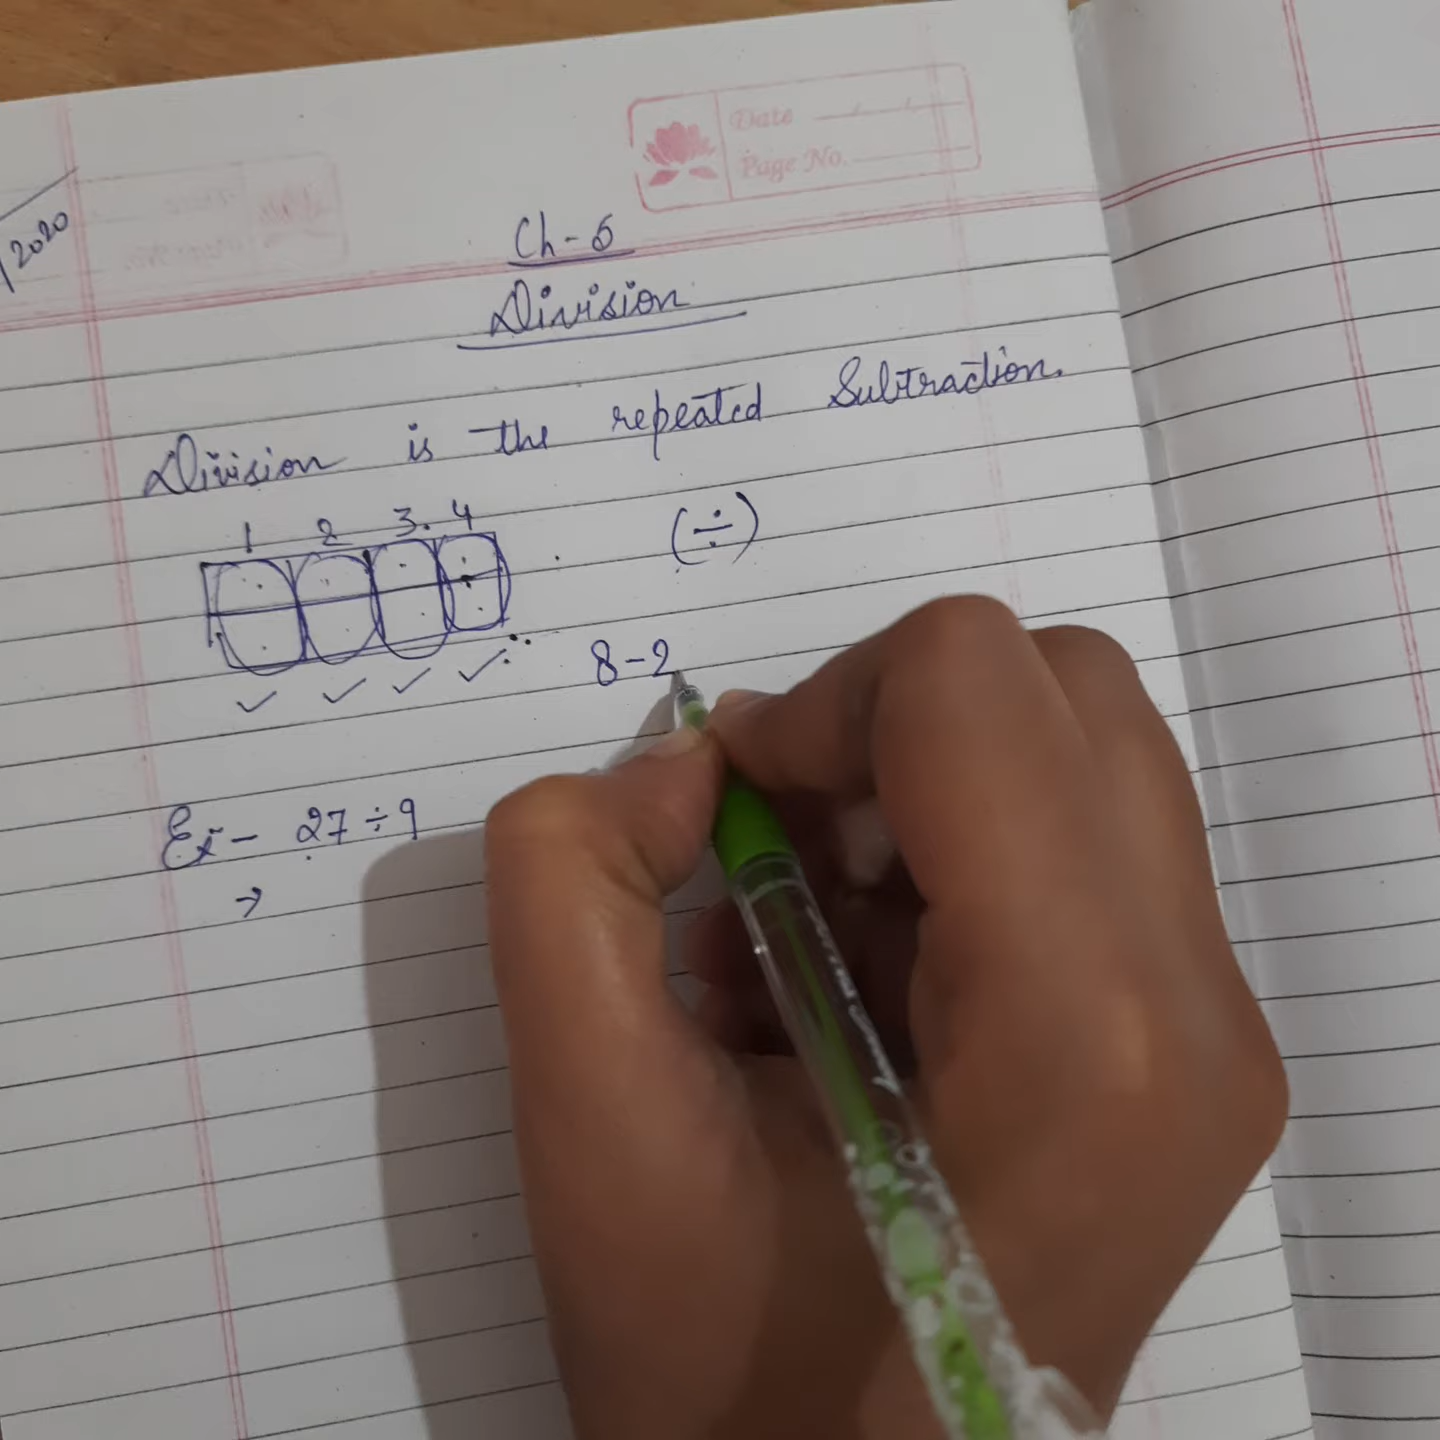 Date / /
Page No.
/2020
Ch-6
Division
Division is the repeated Subtraction.
1 2 3. 4
(÷)
8-2
Ex- 27÷9
→